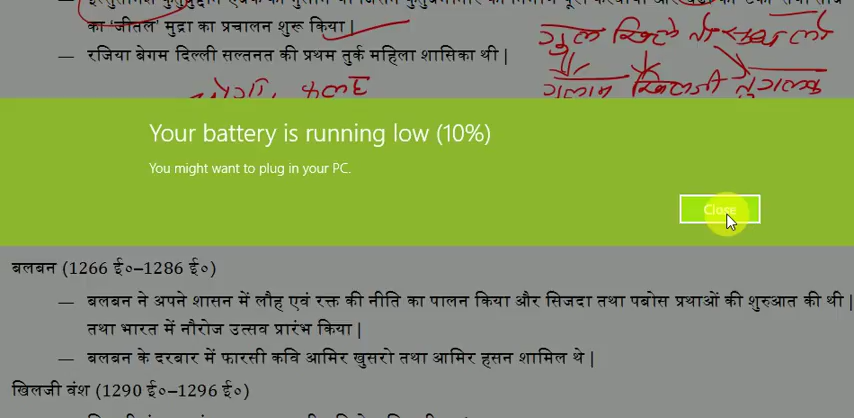 का 'जीतल' मुद्रा का प्रचालन शुरू किया |
— रजिया बेगम दिल्ली सल्तनत की प्रथम तुर्क महिला शासिका थी |
गुलाम खिलजी तुगलक
Your battery is running low (10%)
You might want to plug in your PC.
Close
बलबन (1266 ई०–1286 ई०)
— बलबन ने अपने शासन में लौह एवं रक्त की नीति का पालन किया और सिजदा तथा पबोस प्रथाओं की शुरुआत की थी |
तथा भारत में नौरोज उत्सव प्रारंभ किया |
— बलबन के दरबार में फारसी कवि आमिर खुसरो तथा आमिर हसन शामिल थे |
खिलजी वंश (1290 ई०–1296 ई०)